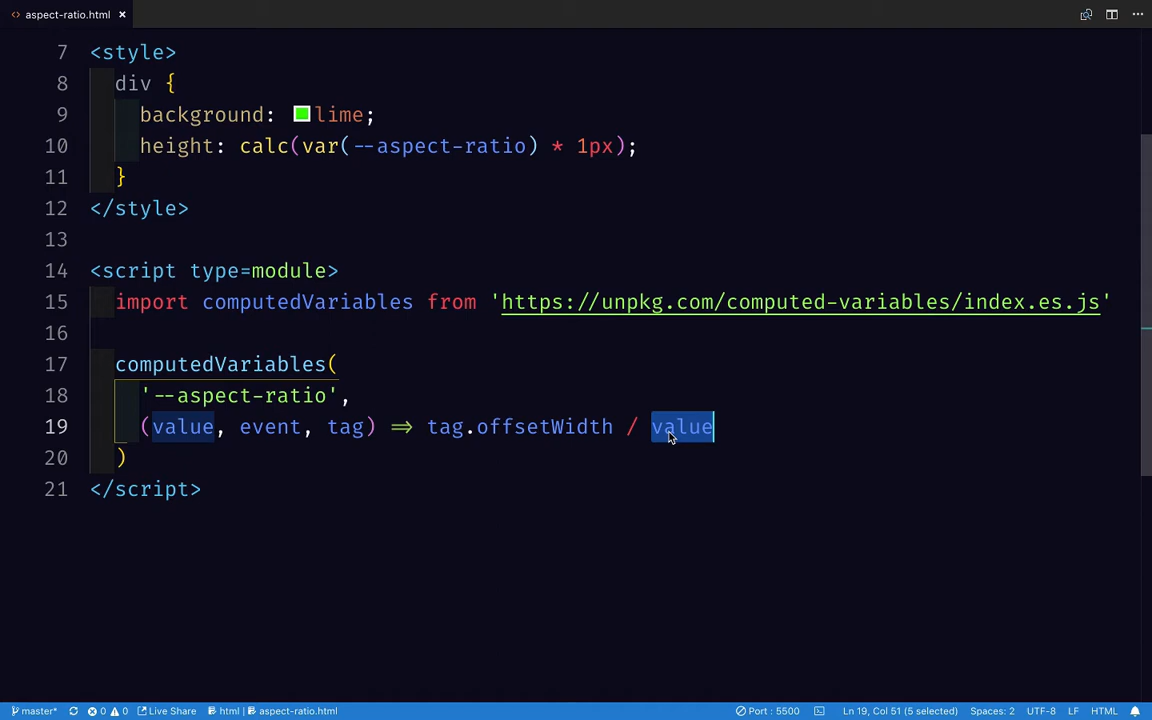 aspect-ratio.html
7 <style>
8 div {
9 background: lime;
10 height: calc(var(--aspect-ratio) * 1px);
11 }
12 </style>
13
14 <script type=module>
15 import computedVariables from 'https://unpkg.com/computed-variables/index.es.js'
16
17 computedVariables(
18 '--aspect-ratio',
19 (value, event, tag) => tag.offsetWidth / value
20 )
21 </script>
master* 0 0 Live Share html | aspect-ratio.html Port : 5500 Ln 19, Col 51 (5 selected) Spaces: 2 UTF-8 LF HTML